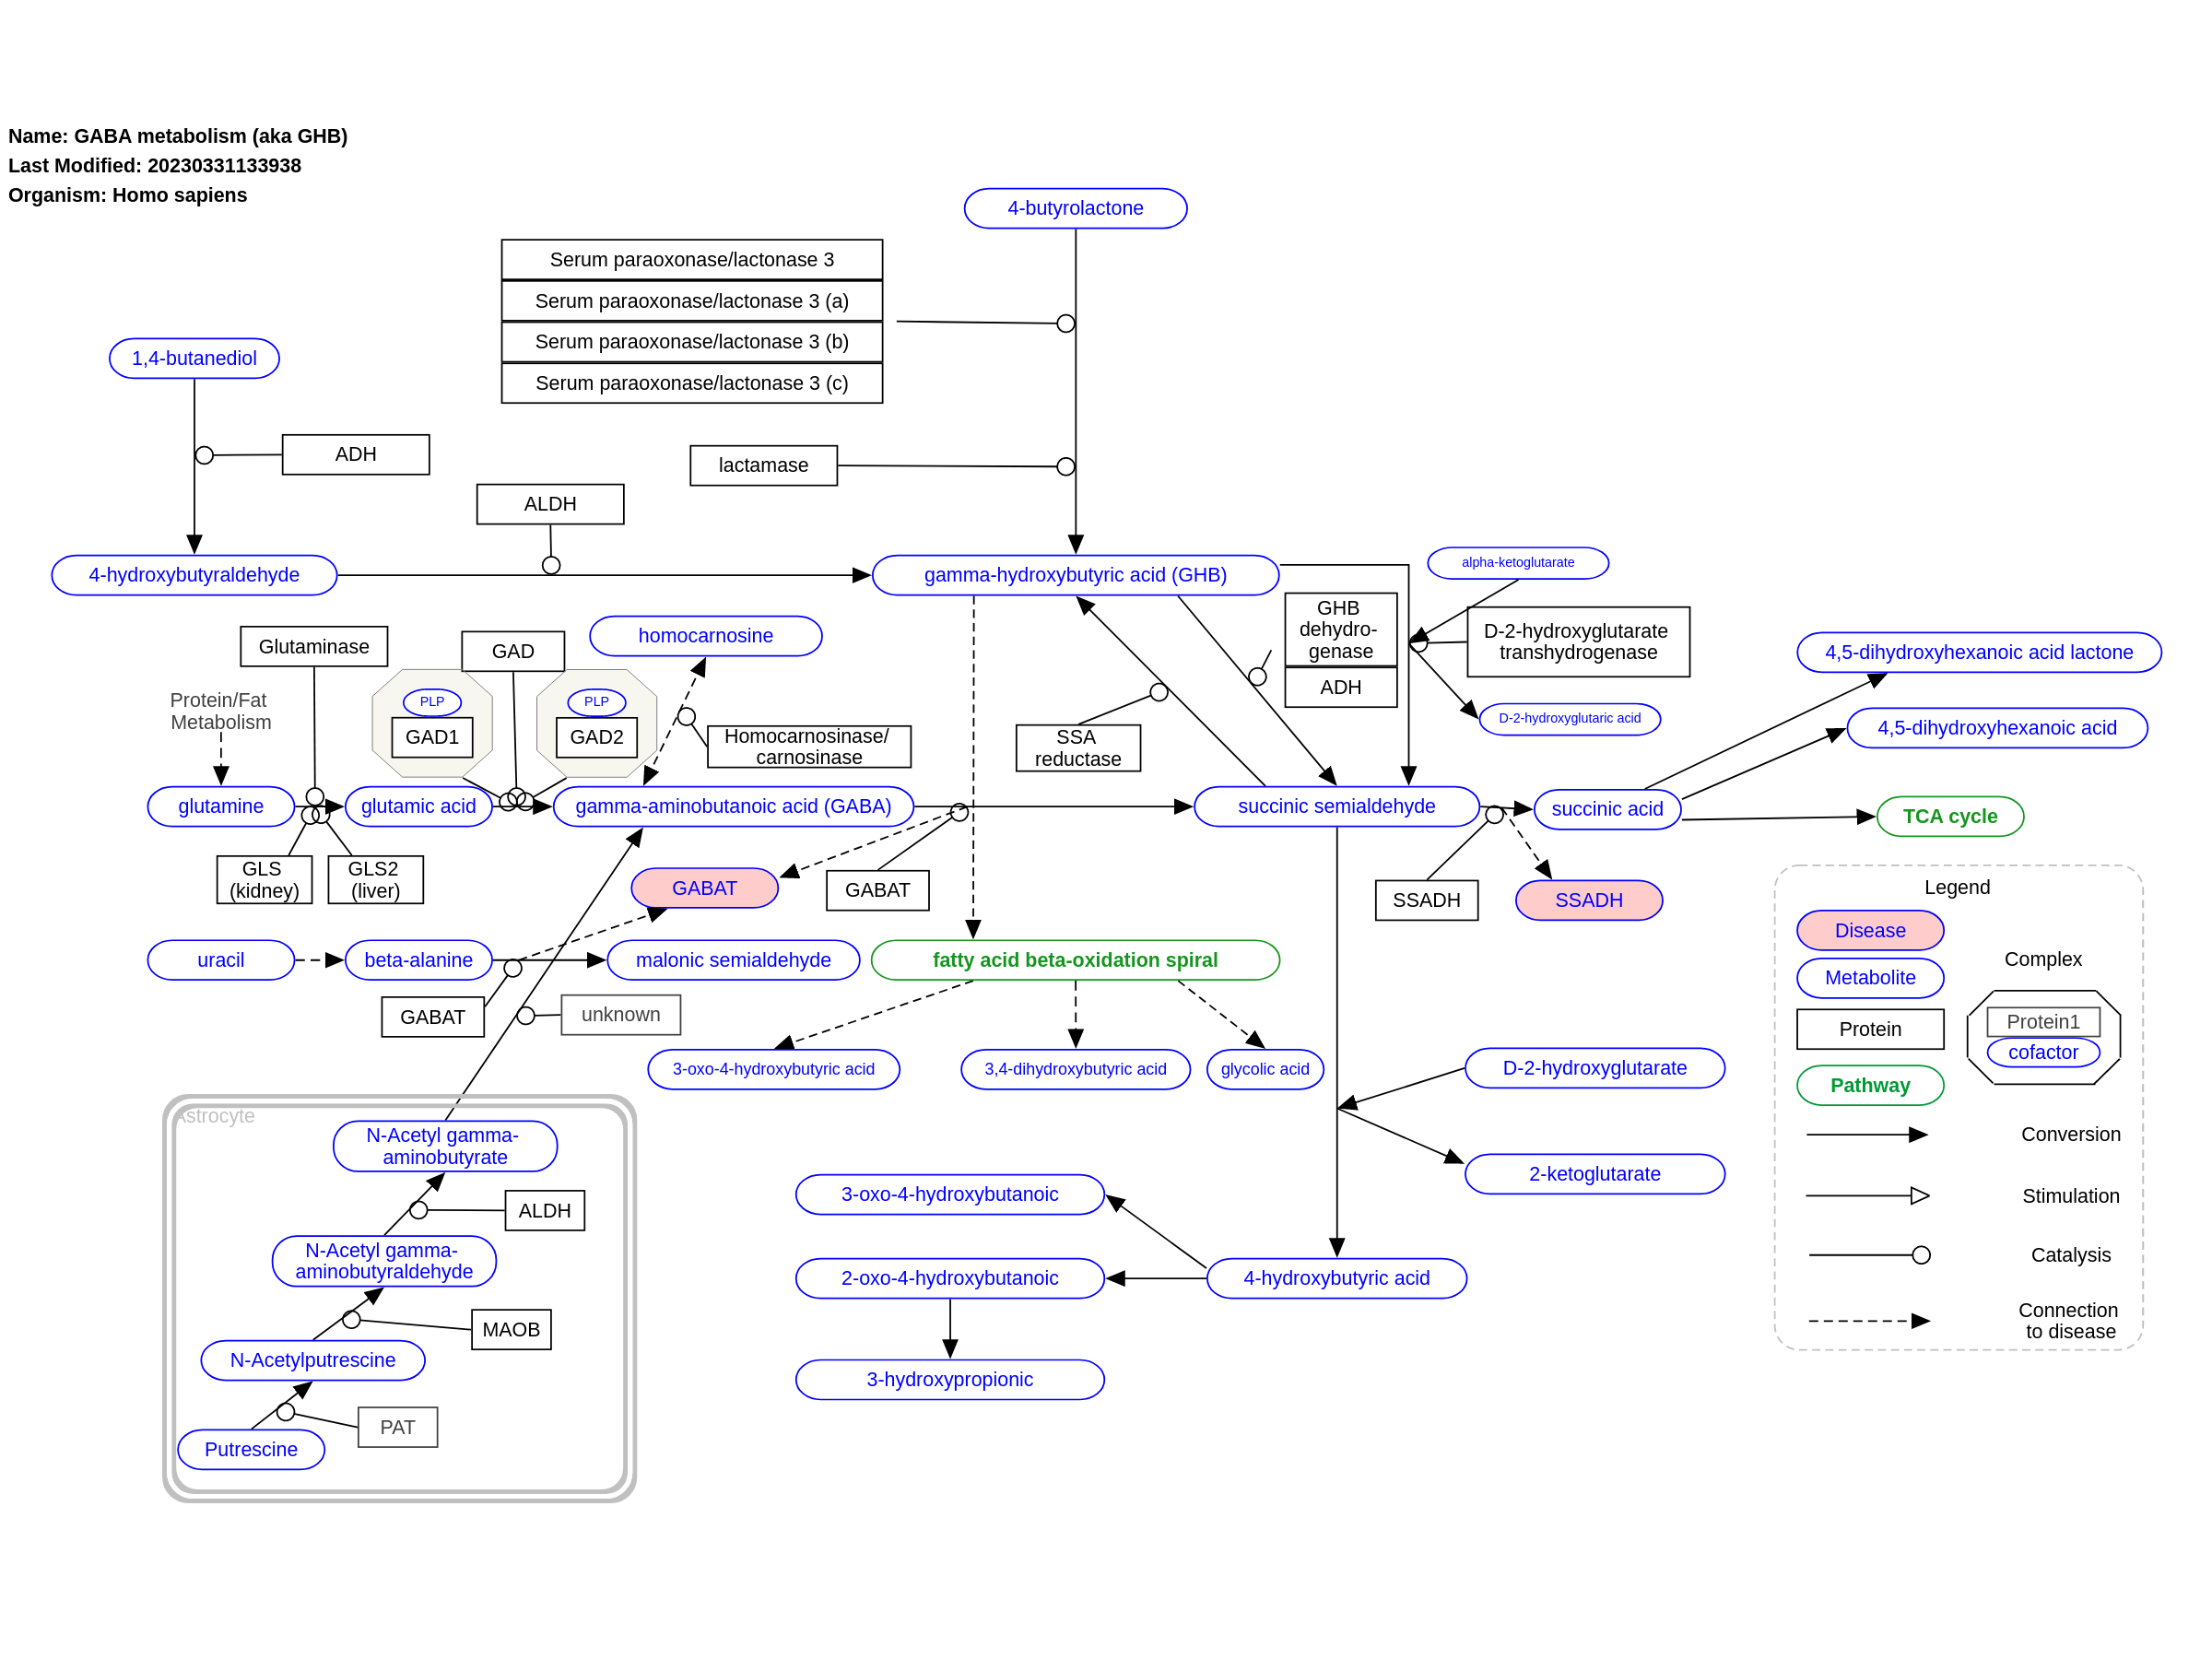 Name: GABA metabolism (aka GHB)
Last Modified: 20230331133938
Organism: Homo sapiens
4-butyrolactone
Serum paraoxonase/lactonase 3
Serum paraoxonase/lactonase 3 (a)
Serum paraoxonase/lactonase 3 (b)
Serum paraoxonase/lactonase 3 (c)
1,4-butanediol
ADH
lactamase
ALDH
4-hydroxybutyraldehyde
gamma-hydroxybutyric acid (GHB)
alpha-ketoglutarate
GHB
dehydro-
genase
ADH
D-2-hydroxyglutarate
transhydrogenase
D-2-hydroxyglutaric acid
4,5-dihydroxyhexanoic acid lactone
4,5-dihydroxyhexanoic acid
Glutaminase
GAD
homocarnosine
Protein/Fat
Metabolism
PLP
GAD1
PLP
GAD2
Homocarnosinase/
carnosinase
SSA
reductase
glutamine
glutamic acid
gamma-aminobutanoic acid (GABA)
succinic semialdehyde
succinic acid
TCA cycle
GLS
(kidney)
GLS2
(liver)
GABAT
GABAT
SSADH
SSADH
uracil
beta-alanine
malonic semialdehyde
fatty acid beta-oxidation spiral
GABAT
unknown
3-oxo-4-hydroxybutyric acid
3,4-dihydroxybutyric acid
glycolic acid
D-2-hydroxyglutarate
2-ketoglutarate
Astrocyte
N-Acetyl gamma-
aminobutyrate
ALDH
N-Acetyl gamma-
aminobutyraldehyde
MAOB
N-Acetylputrescine
PAT
Putrescine
3-oxo-4-hydroxybutanoic
2-oxo-4-hydroxybutanoic
4-hydroxybutyric acid
3-hydroxypropionic
Legend
Disease
Metabolite
Protein
Pathway
Complex
Protein1
cofactor
Conversion
Stimulation
Catalysis
Connection
to disease